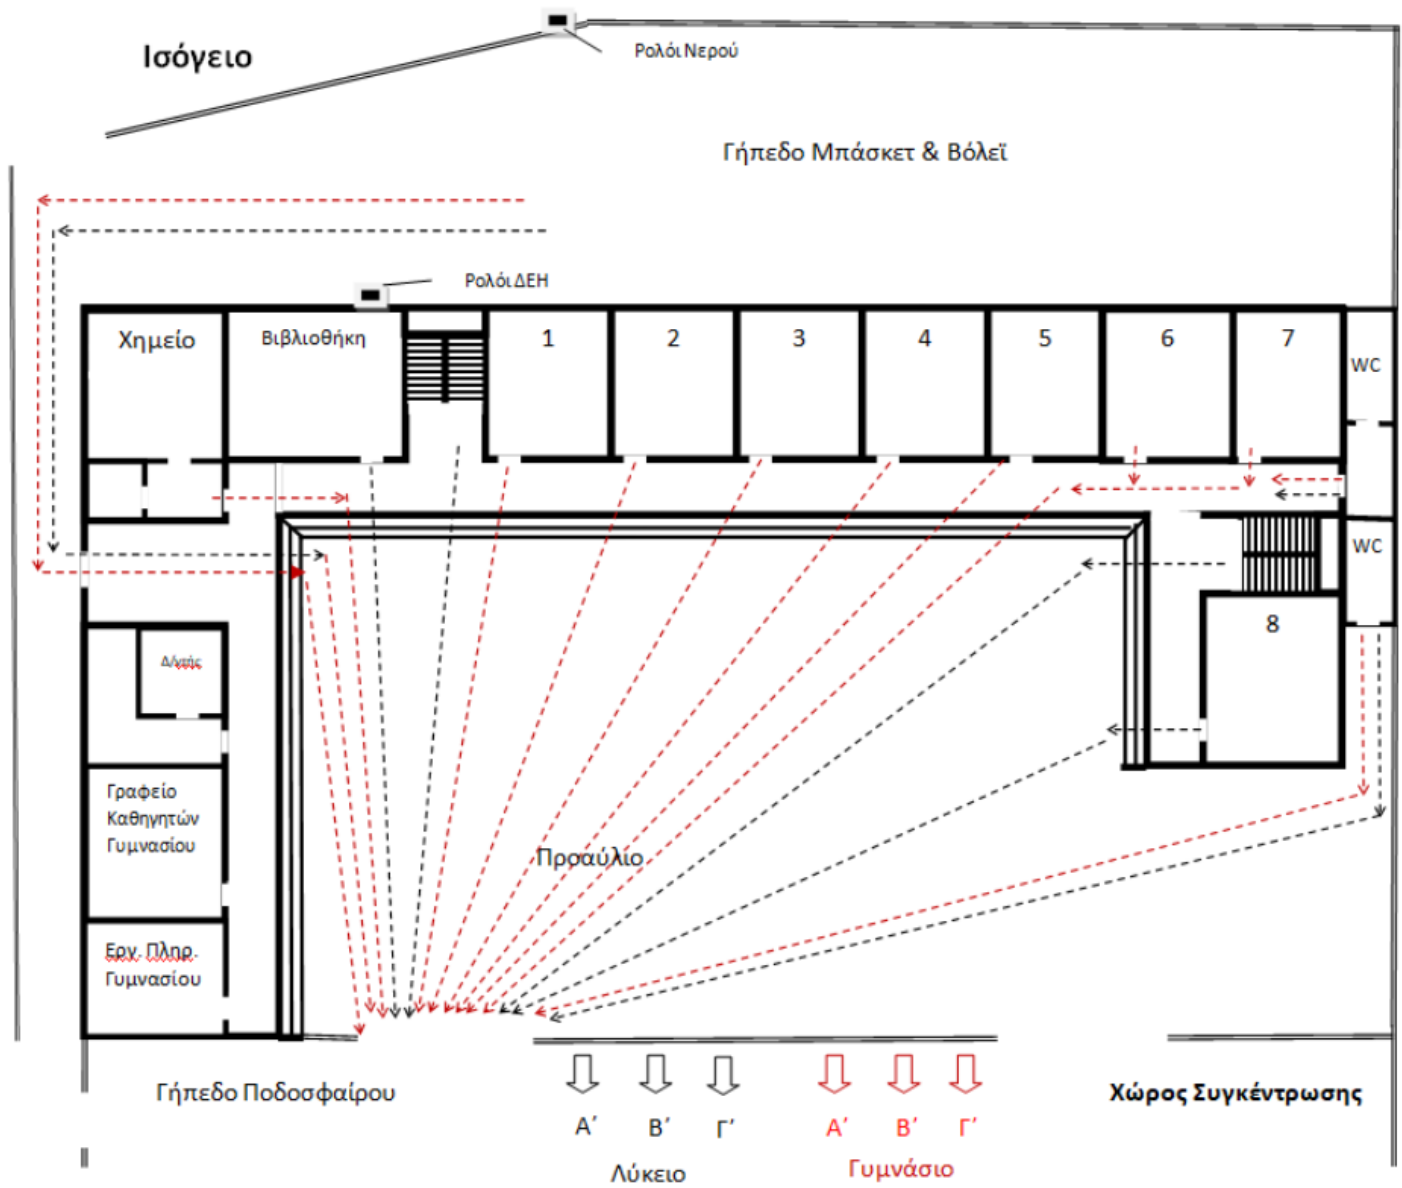 Ισόγειο
Ρολόι Νερού
Γήπεδο Μπάσκετ & Βόλεϊ
Ρολόι ΔΕΗ
Χημείο
Βιβλιοθήκη
1
2
3
4
5
6
7
WC
WC
8
Δ/ντής
Γραφείο
Καθηγητών
Γυμνασίου
Προαύλιο
Εργ. Πληρ.
Γυμνασίου
Γήπεδο Ποδοσφαίρου
Χώρος Συγκέντρωσης
Α΄
Β΄
Γ΄
Α΄
Β΄
Γ΄
Λύκειο
Γυμνάσιο